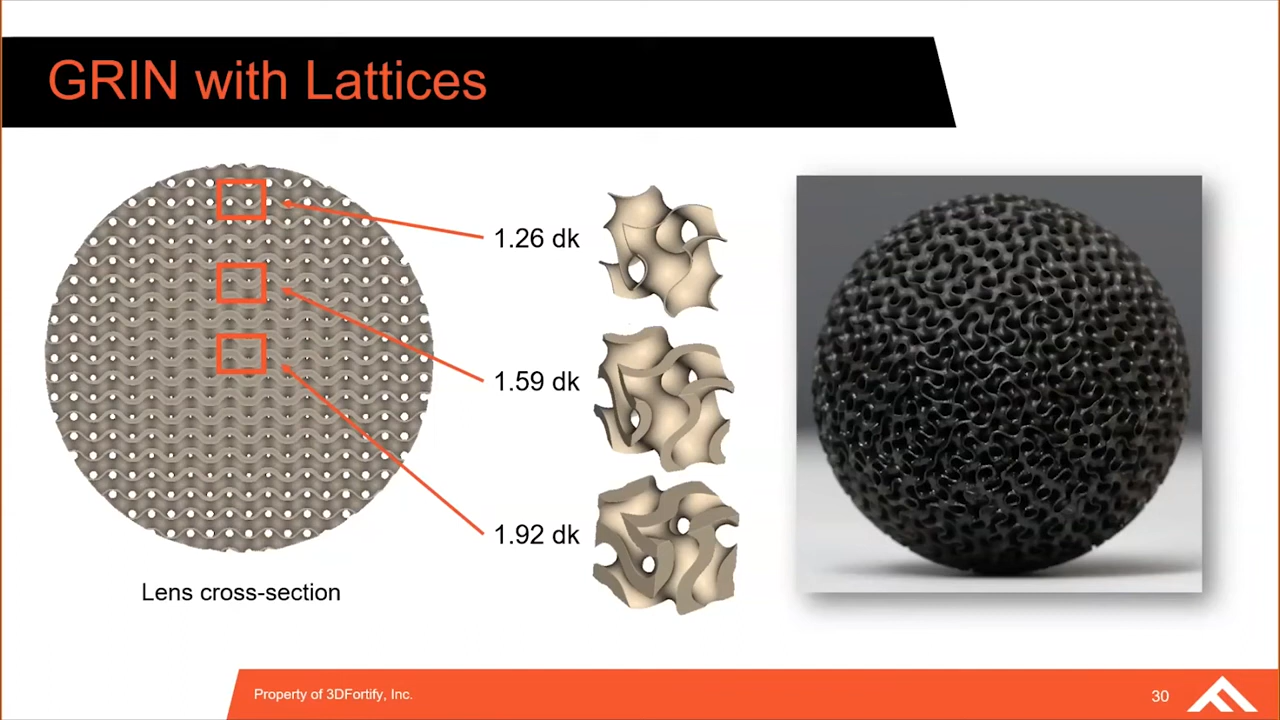 GRIN with Lattices
1.26 dk
1.59 dk
1.92 dk
Lens cross-section
Property of 3DFortify, Inc.
30